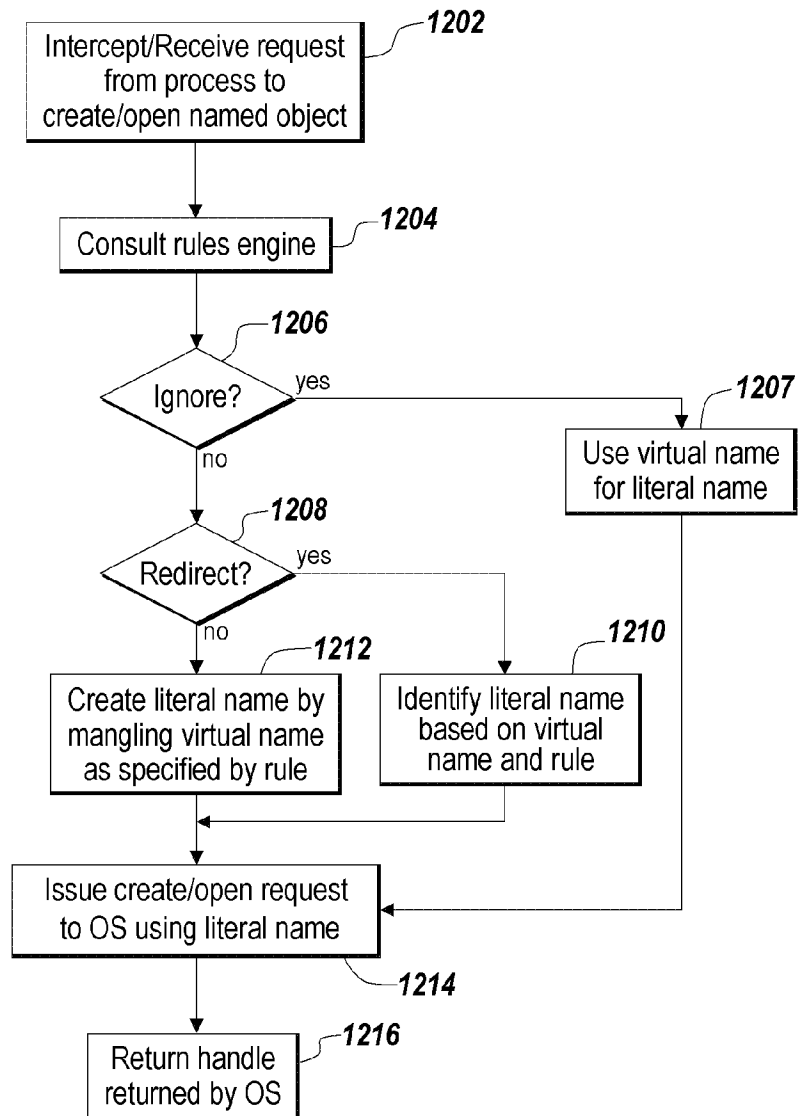 1202
Intercept/Receive request
from process to
create/open named object
1204
Consult rules engine
1206
Ignore?
yes
no
1207
Use virtual name
for literal name
1208
Redirect?
yes
no
1212
Create literal name by
mangling virtual name
as specified by rule
1210
Identify literal name
based on virtual
name and rule
Issue create/open request
to OS using literal name
1214
1216
Return handle
returned by OS